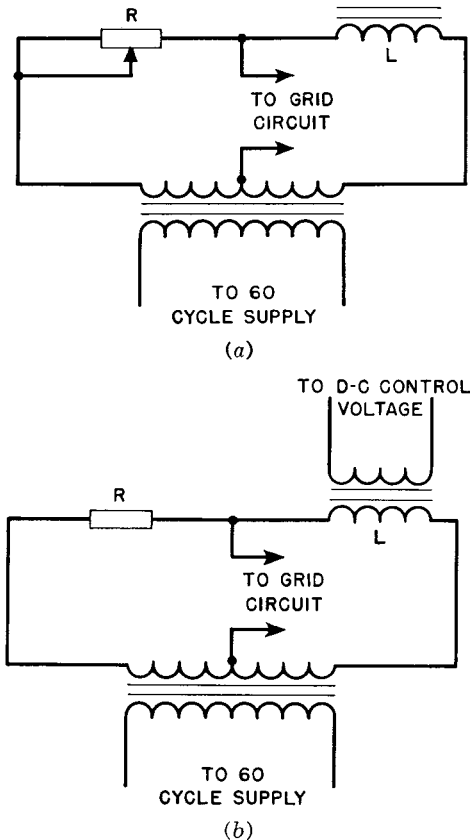 R
L
TO GRID
CIRCUIT
TO 60
CYCLE SUPPLY
(a)
TO D-C CONTROL
VOLTAGE
R
L
TO GRID
CIRCUIT
TO 60
CYCLE SUPPLY
(b)